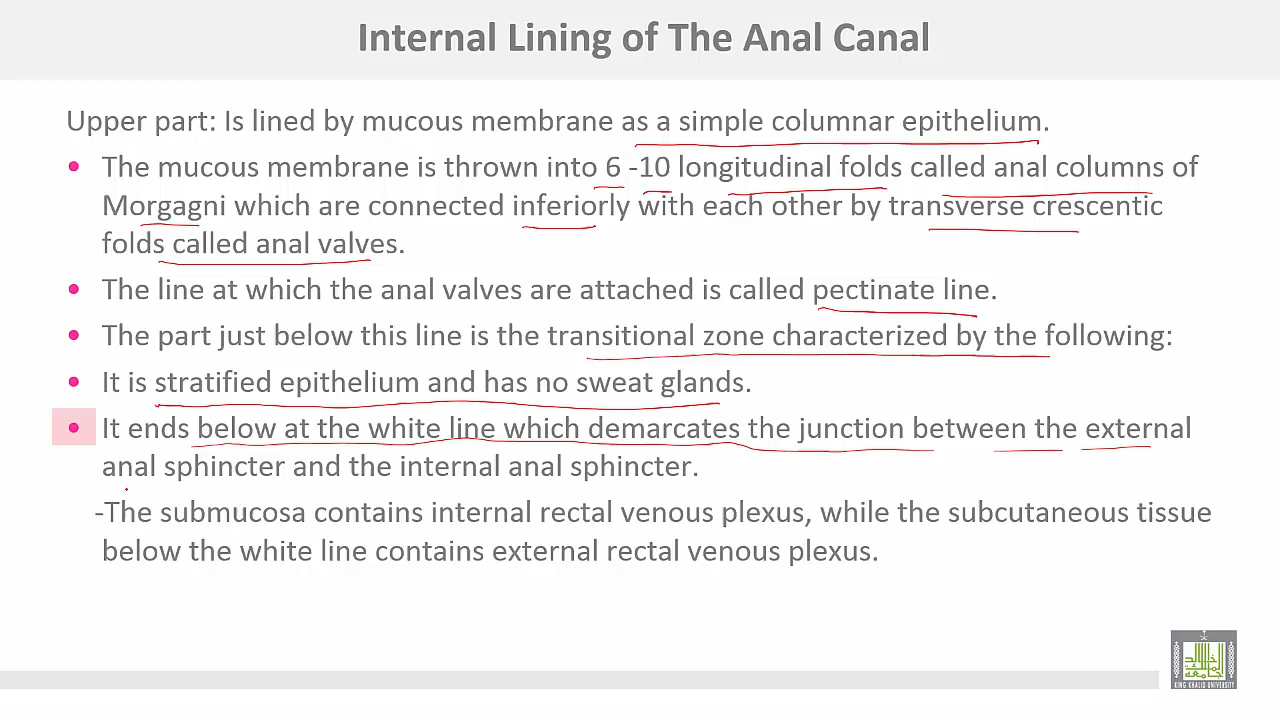 Internal Lining of The Anal Canal
Upper part: Is lined by mucous membrane as a simple columnar epithelium.
• The mucous membrane is thrown into 6 -10 longitudinal folds called anal columns of
Morgagni which are connected inferiorly with each other by transverse crescentic
folds called anal valves.
• The line at which the anal valves are attached is called pectinate line.
• The part just below this line is the transitional zone characterized by the following:
• It is stratified epithelium and has no sweat glands.
• It ends below at the white line which demarcates the junction between the external
anal sphincter and the internal anal sphincter.
-The submucosa contains internal rectal venous plexus, while the subcutaneous tissue
below the white line contains external rectal venous plexus.
KING KHALID UNIVERSITY